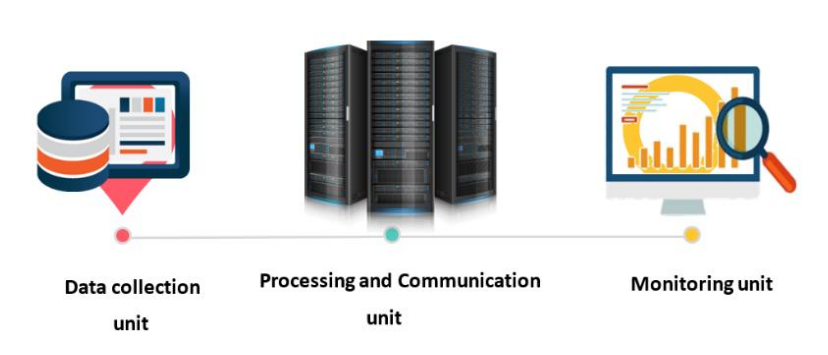 Data collection
unit
Processing and Communication
unit
Monitoring unit